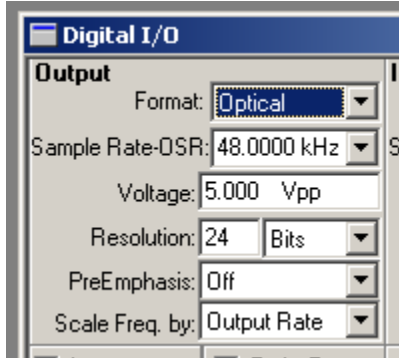 Digital I/O
Output
Format: Optical
Sample Rate-OSR: 48.0000 kHz
Voltage: 5.000 Vpp
Resolution: 24 Bits
PreEmphasis: Off
Scale Freq. by: Output Rate